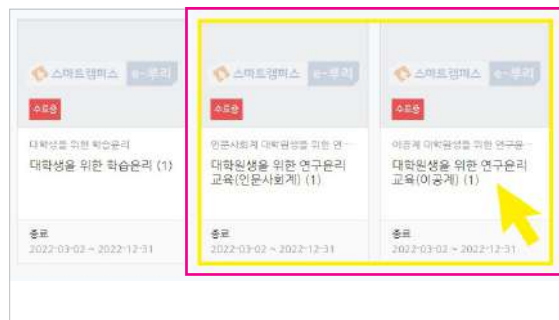 스마트캠퍼스 e-루리
수료증
대학생을 위한 학습윤리
대학생을 위한 학습윤리 (1)
종료
2022-03-02 ~ 2022-12-31
스마트캠퍼스 e-루리
수료증
인문사회계 대학원생을 위한 연…
대학원생을 위한 연구윤리
교육(인문사회계) (1)
종료
2022-03-02 ~ 2022-12-31
스마트캠퍼스 e-루리
수료증
이공계 대학원생을 위한 연구윤…
대학원생을 위한 연구윤리
교육(이공계) (1)
종료
2022-03-02 ~ 2022-12-31